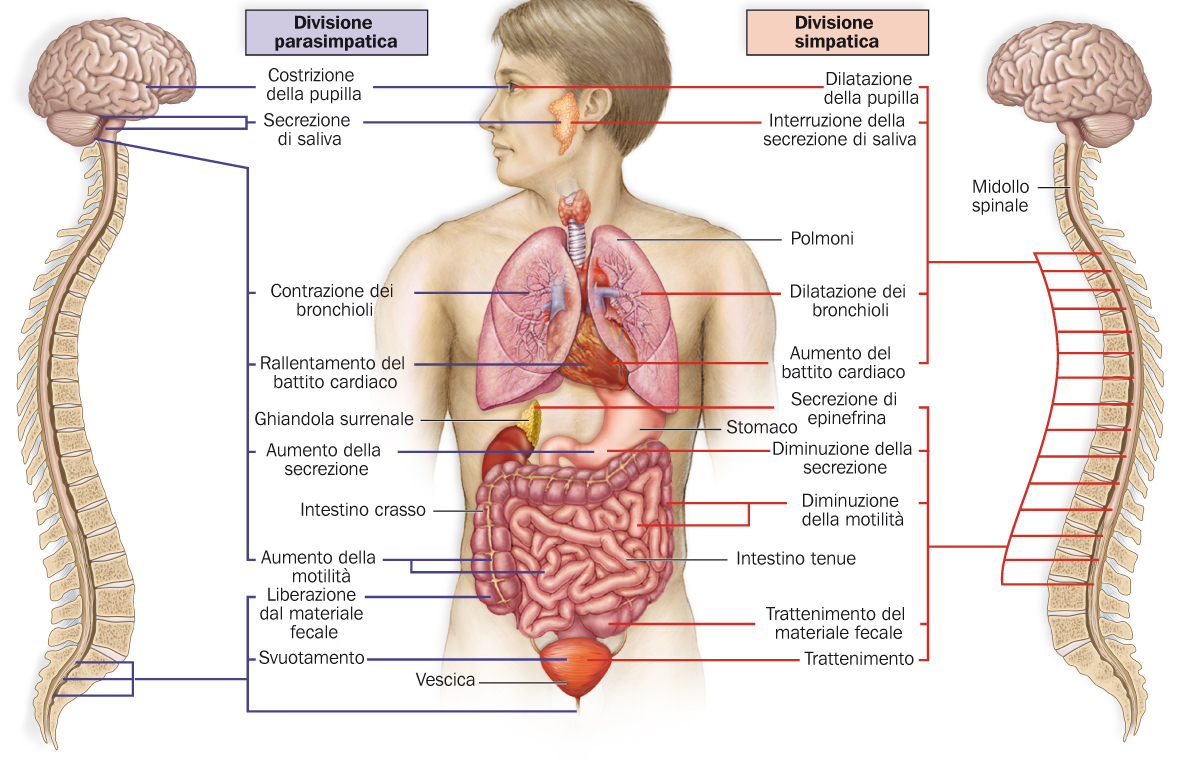 Divisione
parasimpatica
Costrizione
della pupilla
Secrezione
di saliva
Contrazione dei
bronchioli
Rallentamento del
battito cardiaco
Ghiandola surrenale
Aumento della
secrezione
Intestino crasso
Aumento della
motilità
Liberazione
dal materiale
fecale
Svuotamento
Vescica
Divisione
simpatica
Dilatazione
della pupilla
Interruzione della
secrezione di saliva
Polmoni
Dilatazione dei
bronchioli
Aumento del
battito cardiaco
Secrezione di
epinefrina
Stomaco
Diminuzione della
secrezione
Diminuzione
della motilità
Intestino tenue
Trattenimento del
materiale fecale
Trattenimento
Midollo
spinale